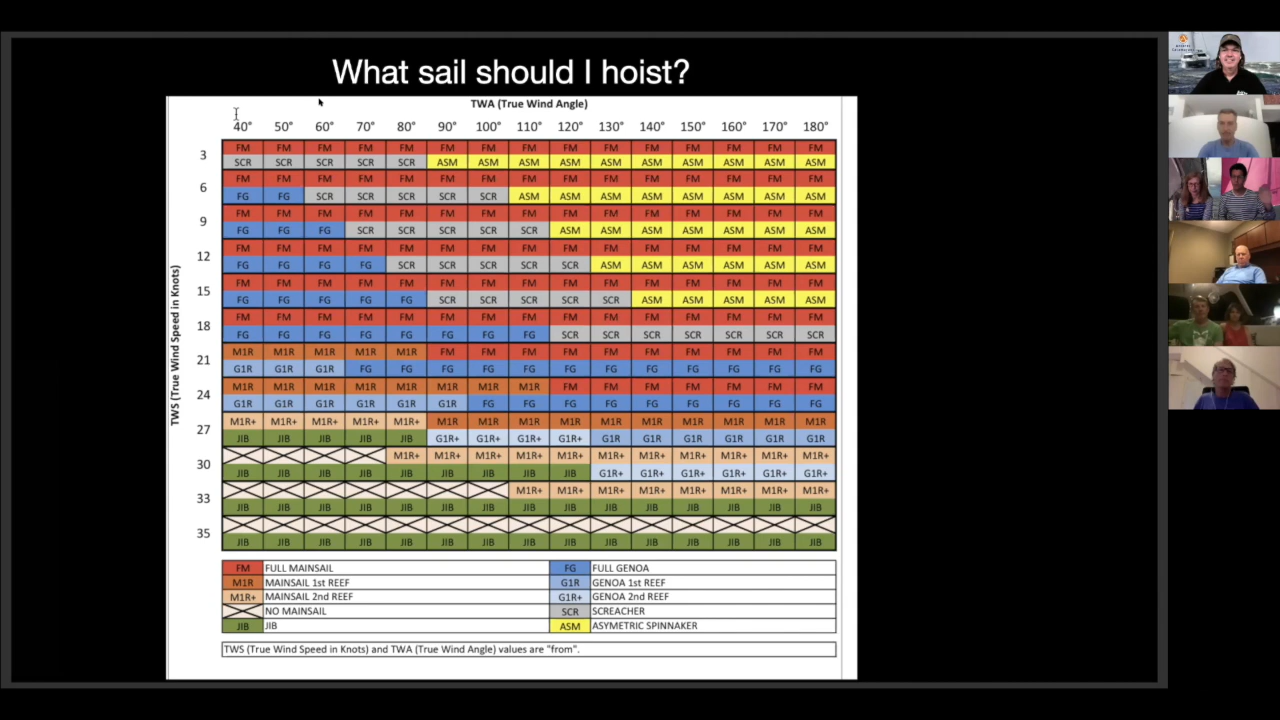 What sail should I hoist?
TWA (True Wind Angle)
40° 50° 60° 70° 80° 90° 100° 110° 120° 130° 140° 150° 160° 170° 180°
TWS (True Wind Speed in Knots)
3
FM FM FM FM FM FM FM FM FM FM FM FM FM FM FM
SCR SCR SCR SCR SCR ASM ASM ASM ASM ASM ASM ASM ASM ASM ASM
6
FM FM FM FM FM FM FM FM FM FM FM FM FM FM FM
FG FG SCR SCR SCR SCR SCR ASM ASM ASM ASM ASM ASM ASM ASM
9
FM FM FM FM FM FM FM FM FM FM FM FM FM FM FM
FG FG FG SCR SCR SCR SCR SCR ASM ASM ASM ASM ASM ASM ASM
12
FM FM FM FM FM FM FM FM FM FM FM FM FM FM FM
FG FG FG FG SCR SCR SCR SCR SCR ASM ASM ASM ASM ASM ASM
15
FM FM FM FM FM FM FM FM FM FM FM FM FM FM FM
FG FG FG FG FG SCR SCR SCR SCR SCR ASM ASM ASM ASM ASM
18
FM FM FM FM FM FM FM FM FM FM FM FM FM FM FM
FG FG FG FG FG FG FG FG SCR SCR SCR SCR SCR SCR SCR
21
M1R M1R M1R M1R M1R FM FM FM FM FM FM FM FM FM FM
G1R G1R G1R FG FG FG FG FG FG FG FG FG FG FG FG
24
M1R M1R M1R M1R M1R M1R M1R M1R FM FM FM FM FM FM FM
G1R G1R G1R G1R G1R G1R FG FG FG FG FG FG FG FG FG
27
M1R+ M1R+ M1R+ M1R+ M1R+ M1R M1R M1R M1R M1R M1R M1R M1R M1R M1R
JIB JIB JIB JIB JIB G1R+ G1R+ G1R+ G1R+ G1R G1R G1R G1R G1R G1R
30
M1R+ M1R+ M1R+ M1R+ M1R+ M1R+ M1R+ M1R+ M1R+ M1R+ M1R+
JIB JIB JIB JIB JIB JIB JIB JIB JIB G1R+ G1R+ G1R+ G1R+ G1R+ G1R+
33
M1R+ M1R+ M1R+ M1R+ M1R+ M1R+ M1R+ M1R+
JIB JIB JIB JIB JIB JIB JIB JIB JIB JIB JIB JIB JIB JIB JIB
35
JIB JIB JIB JIB JIB JIB JIB JIB JIB JIB JIB JIB JIB JIB JIB
FM FULL MAINSAIL FG FULL GENOA
M1R MAINSAIL 1st REEF G1R GENOA 1st REEF
M1R+ MAINSAIL 2nd REEF G1R+ GENOA 2nd REEF
NO MAINSAIL SCR SCREACHER
JIB JIB ASM ASYMETRIC SPINNAKER
TWS (True Wind Speed in Knots) and TWA (True Wind Angle) values are "from".